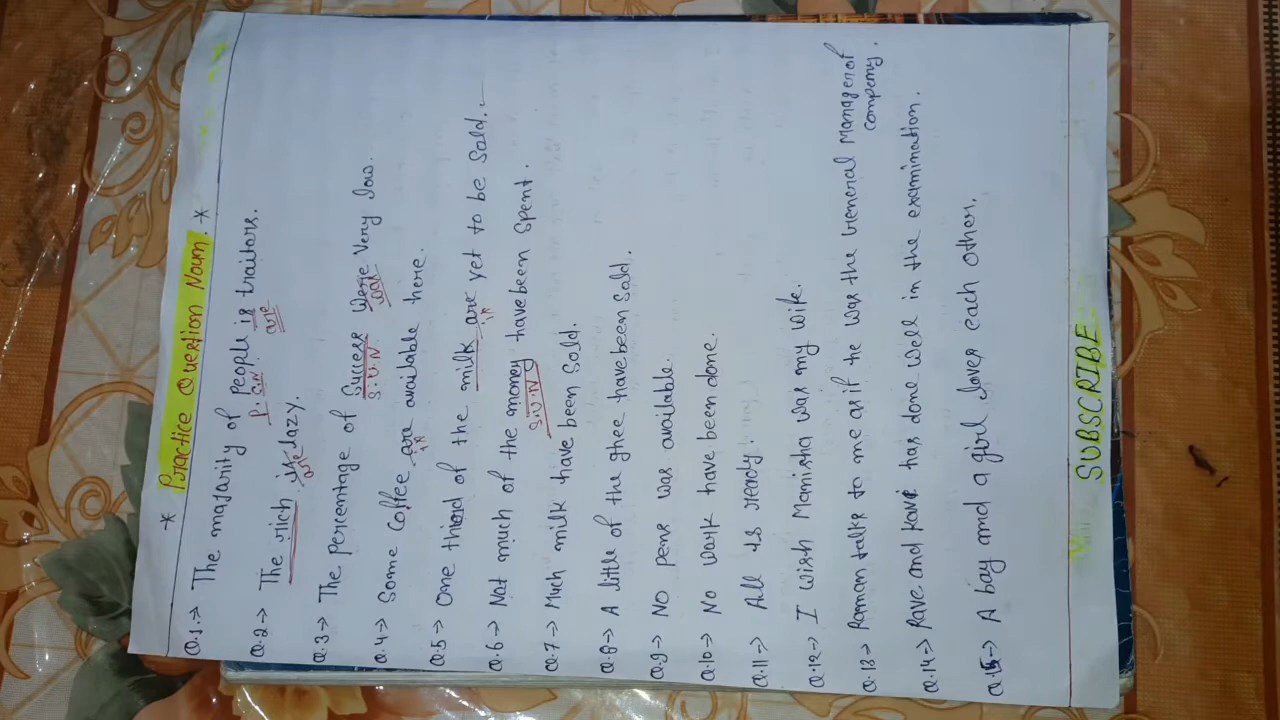 * Practice Question Noun. *
Q.1.→ The majority of people is traitors.
P. S.N. are
Q.2→ The rich is lazy.
are
Q.3→ The percentage of Success were very low.
S.U.N. was
Q.4→ Some Coffee are available here.
is
Q.5→ One third of the milk are yet to be Sold.
is
Q.6→ Not much of the money have been Spent.
S.U.N
Q.7→ Much milk have been Sold.
Q.8→ A little of the ghee have been Sold.
Q.9→ No pens was available.
Q.10→ No work have been done.
Q.11→ All is ready.
Q.12→ I wish Manisha was my wife.
Q.13→ Raman talks to me as if he was the General Manager of
company.
Q.14→ Rave and have has done well in the examination.
Q.15→ A boy and a girl loves each other.
SUBSCRIBE